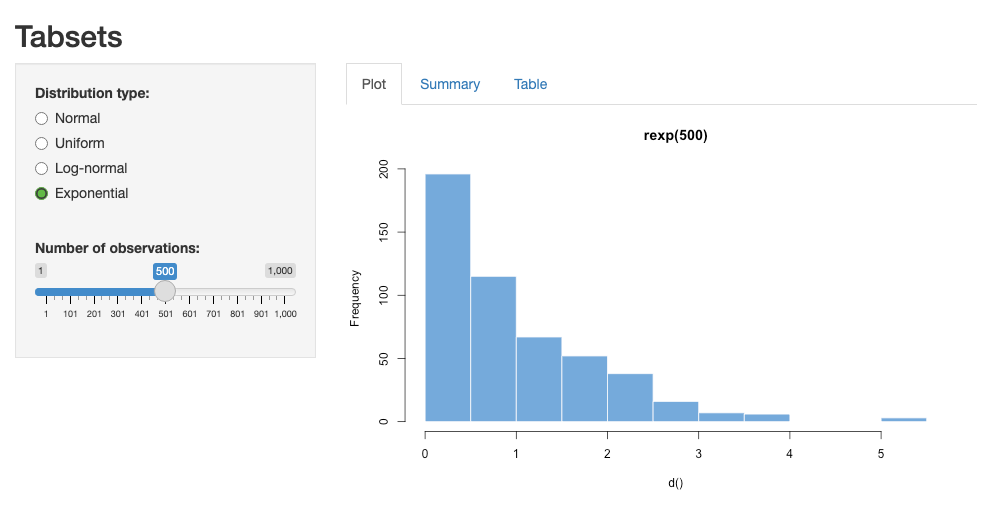 Tabsets
Distribution type:
Normal
Uniform
Log-normal
Exponential
Number of observations:
1 500 1,000
1 101 201 301 401 501 601 701 801 901 1,000
Plot Summary Table
rexp(500)
Frequency
200
150
100
50
0
0 1 2 3 4 5
d()